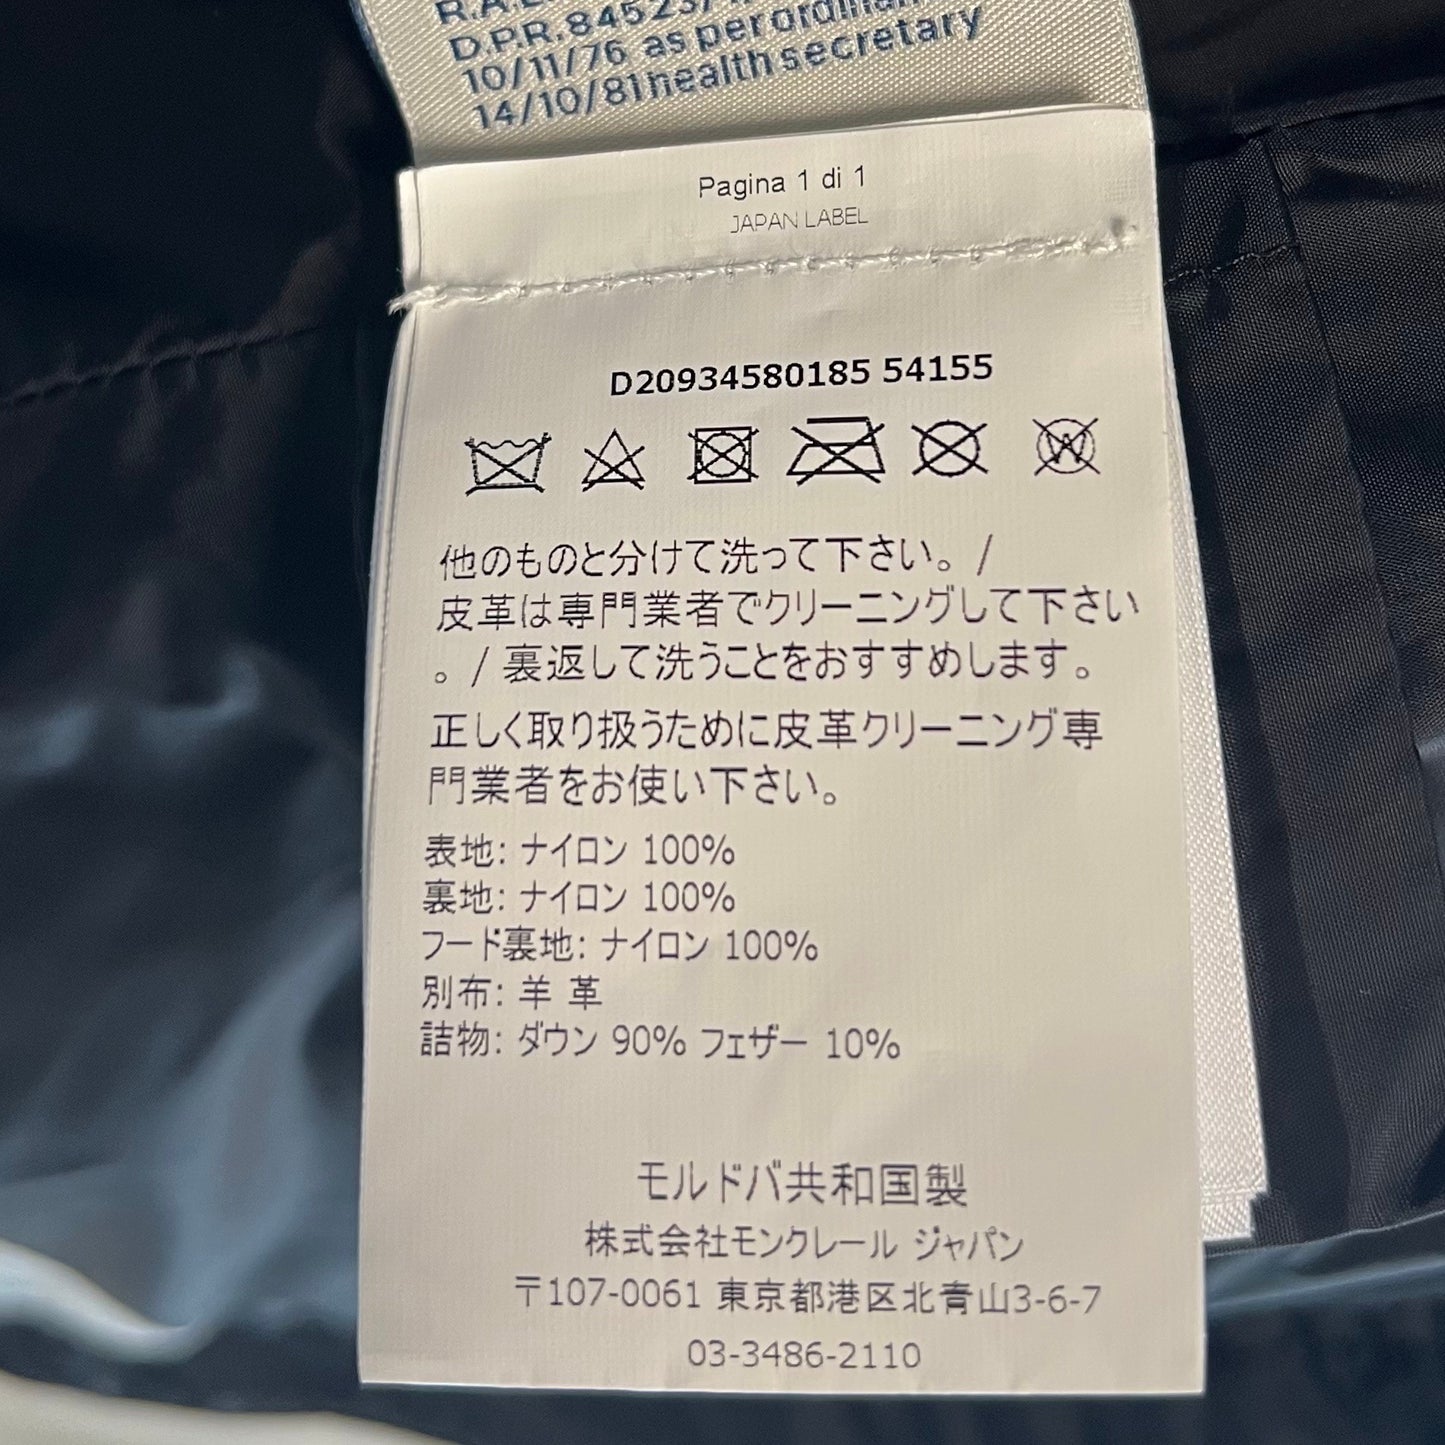 D.P.R. 84523/
10/11/76 as per
14/10/81 health secretary
Pagina 1 di 1
JAPAN LABEL
D20934580185 54155
他のものと分けて洗って下さい。 /
皮革は専門業者でクリーニングして下さい
。 / 裏返して洗うことをおすすめします。
正しく取り扱うために皮革クリーニング専
門業者をお使い下さい。
表地: ナイロン 100%
裏地: ナイロン 100%
フード裏地: ナイロン 100%
別布: 羊 革
詰物: ダウン 90% フェザー 10%
モルドバ共和国製
株式会社モンクレール ジャパン
〒107-0061 東京都港区北青山3-6-7
03-3486-2110